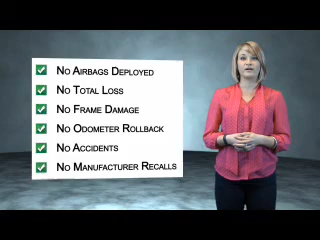 No Airbags Deployed
No Total Loss
No Frame Damage
No Odometer Rollback
No Accidents
No Manufacturer Recalls